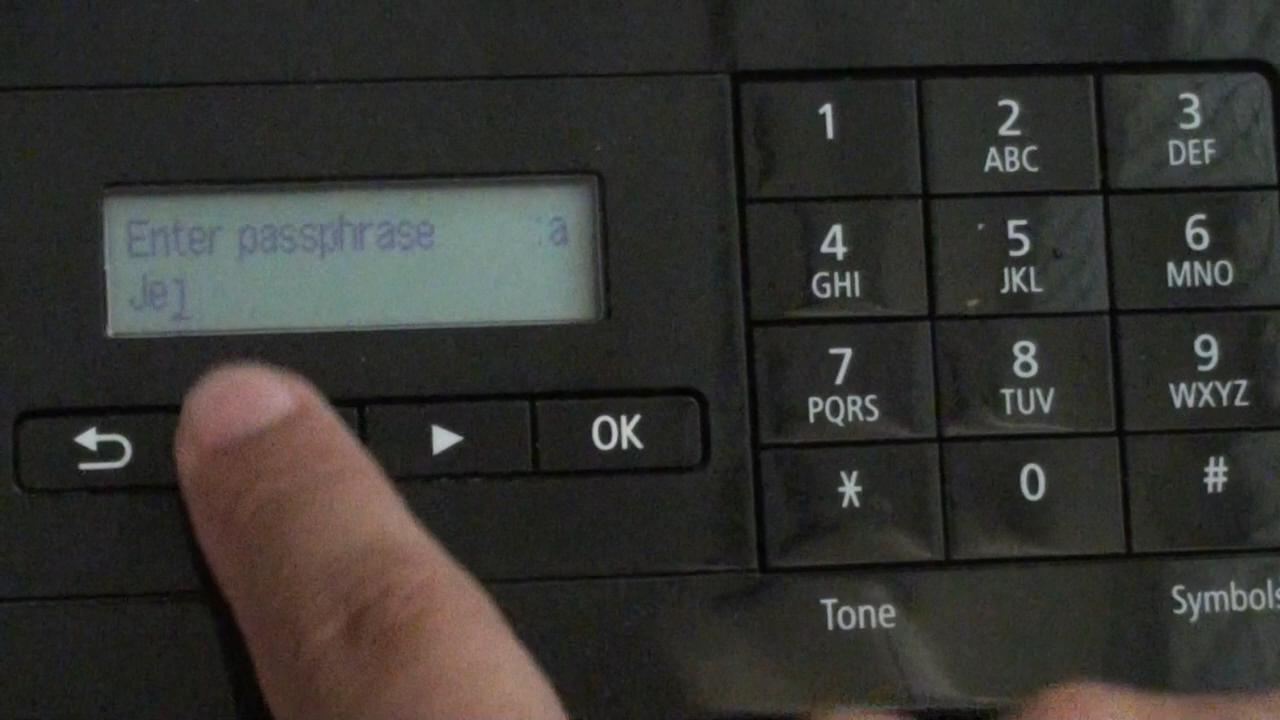 Enter passphrase :a
Jej
1
2
ABC
3
DEF
4
GHI
5
JKL
6
MNO
7
PQRS
8
TUV
9
WXYZ
OK
*
0
#
Tone
Symbols